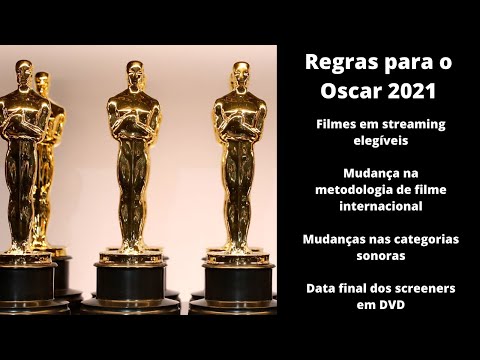 Regras para o
Oscar 2021
Filmes em streaming
elegíveis
Mudança na
metodologia de filme
internacional
Mudanças nas categorias
sonoras
Data final dos screeners
em DVD